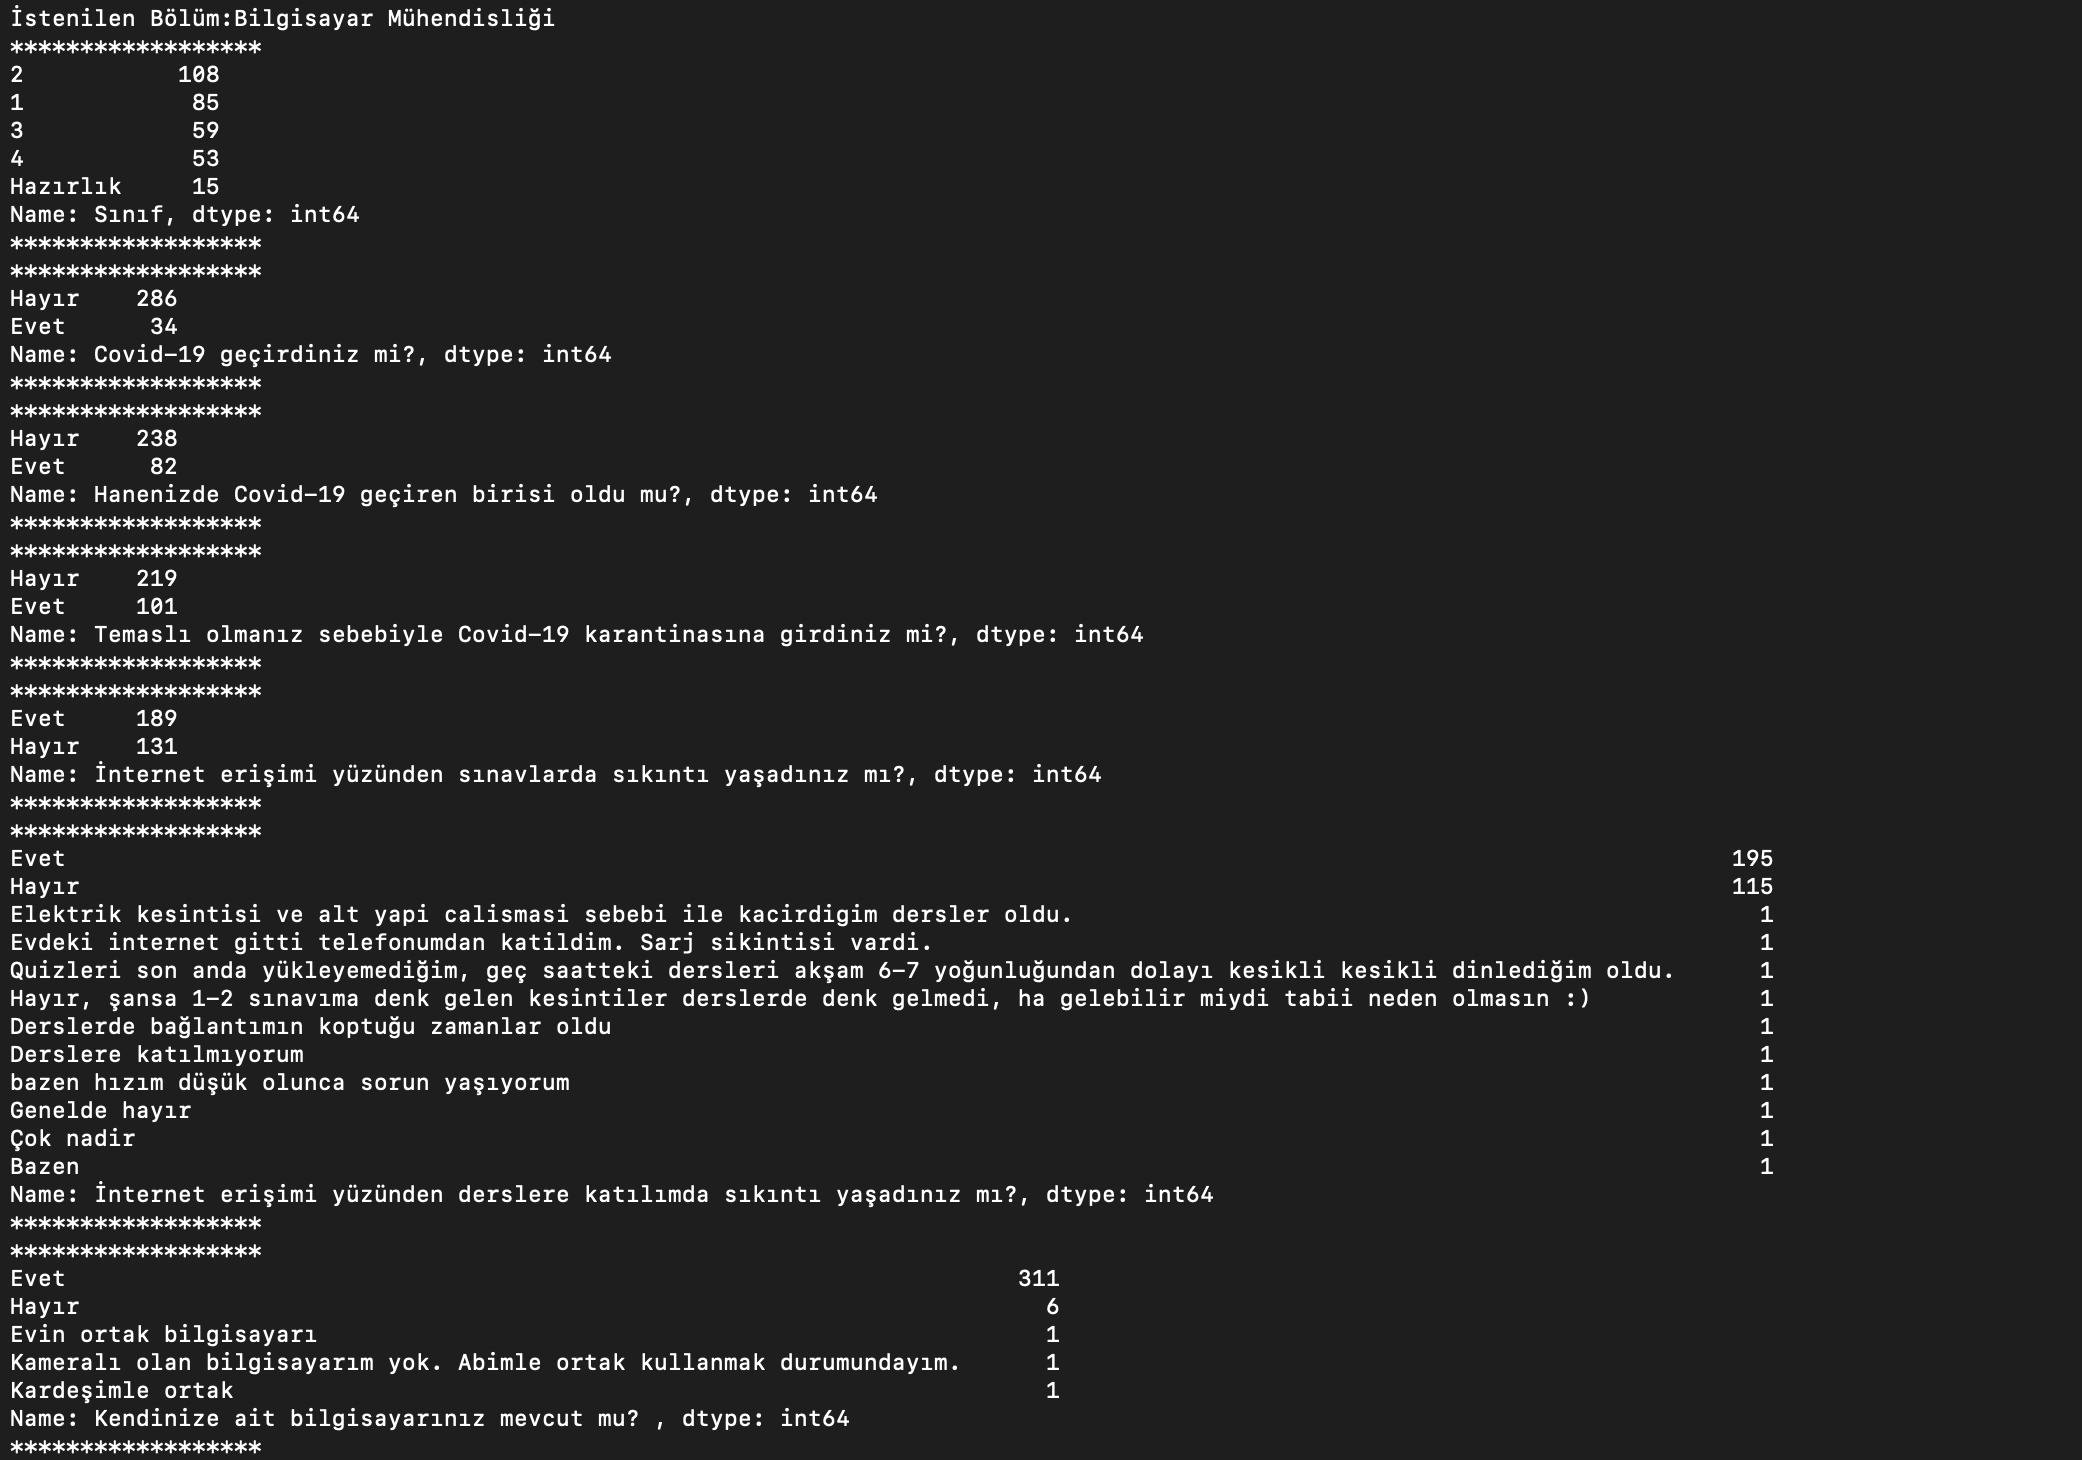 İstenilen Bölüm:Bilgisayar Mühendisliği
******************
2           108
1            85
3            59
4            53
Hazırlık     15
Name: Sınıf, dtype: int64
******************
******************
Hayır    286
Evet      34
Name: Covid-19 geçirdiniz mi?, dtype: int64
******************
******************
Hayır    238
Evet      82
Name: Hanenizde Covid-19 geçiren birisi oldu mu?, dtype: int64
******************
******************
Hayır    219
Evet     101
Name: Temaslı olmanız sebebiyle Covid-19 karantinasına girdiniz mi?, dtype: int64
******************
******************
Evet     189
Hayır    131
Name: İnternet erişimi yüzünden sınavlarda sıkıntı yaşadınız mı?, dtype: int64
******************
******************
Evet 195
Hayır 115
Elektrik kesintisi ve alt yapi calismasi sebebi ile kacirdigim dersler oldu. 1
Evdeki internet gitti telefonumdan katildim. Sarj sikintisi vardi. 1
Quizleri son anda yükleyemediğim, geç saatteki dersleri akşam 6-7 yoğunluğundan dolayı kesikli kesikli dinlediğim oldu. 1
Hayır, şansa 1-2 sınavıma denk gelen kesintiler derslerde denk gelmedi, ha gelebilir miydi tabii neden olmasın :) 1
Derslerde bağlantımın koptuğu zamanlar oldu 1
Derslere katılmıyorum 1
bazen hızım düşük olunca sorun yaşıyorum 1
Genelde hayır 1
Çok nadir 1
Bazen 1
Name: İnternet erişimi yüzünden derslere katılımda sıkıntı yaşadınız mı?, dtype: int64
******************
******************
Evet 311
Hayır 6
Evin ortak bilgisayarı 1
Kameralı olan bilgisayarım yok. Abimle ortak kullanmak durumundayım. 1
Kardeşimle ortak 1
Name: Kendinize ait bilgisayarınız mevcut mu? , dtype: int64
******************